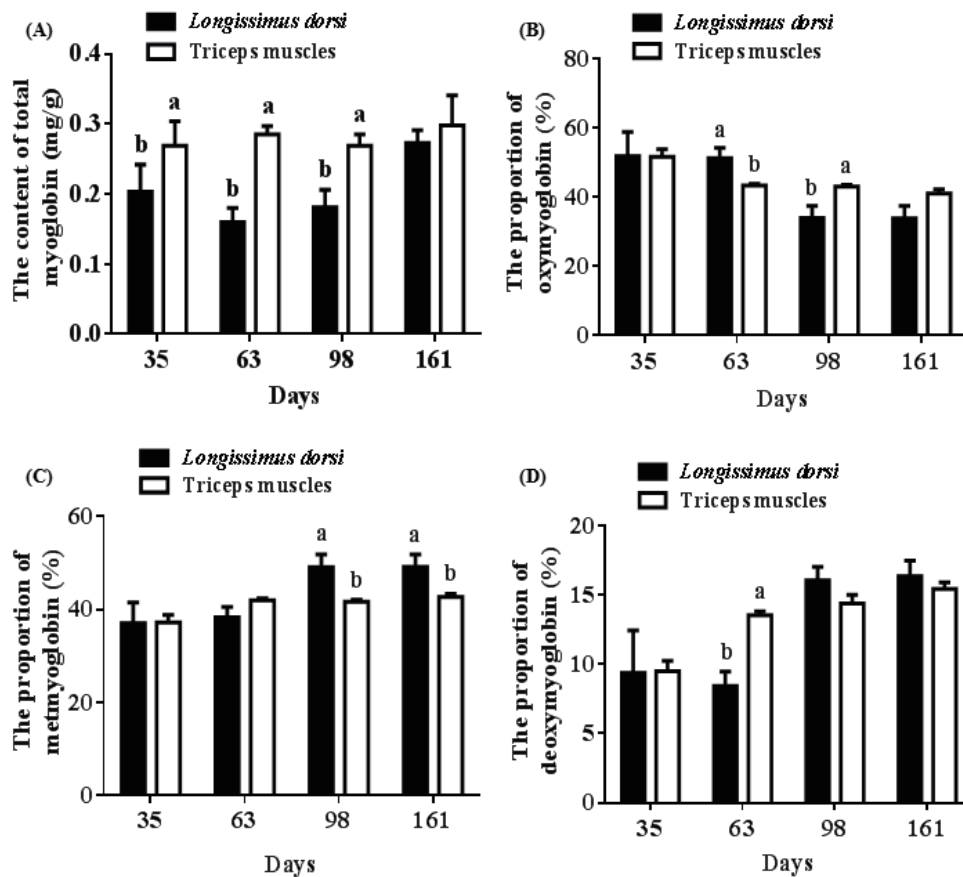 (A)
Longissimus dorsi
Triceps muscles
The content of total
myoglobin (mg/g)
0.4
0.3
0.2
0.1
0.0
b
a
b
a
b
a
35
63
98
161
Days
(B)
Longissimus dorsi
Triceps muscles
The proportion of
oxymyoglobin (%)
80
60
40
20
0
a
b
b
a
35
63
98
161
Days
(C)
Longissimus dorsi
Triceps muscles
The proportion of
metmyoglobin (%)
60
40
20
0
a
b
a
b
35
63
98
161
Days
(D)
Longissimus dorsi
Triceps muscles
The proportion of
deoxymyoglobin (%)
20
15
10
5
0
b
a
35
63
98
161
Days